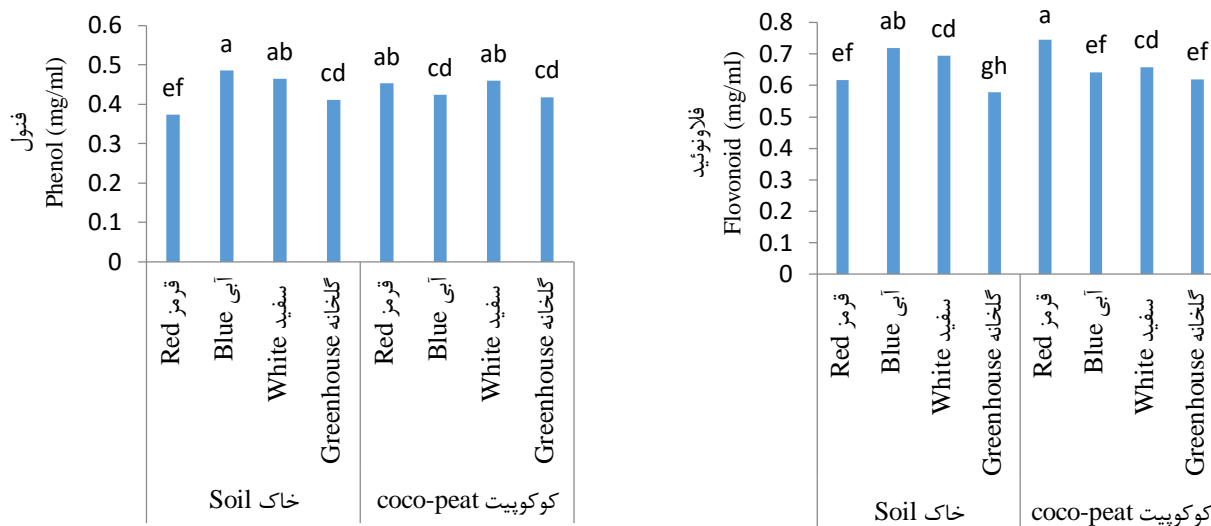 فنول
Phenol (mg/ml)
0.6
0.5
0.4
0.3
0.2
0.1
0
ef
a
ab
cd
ab
cd
ab
cd
Red قرمز
Blue آبی
White سفید
Greenhouse گلخانه
Red قرمز
Blue آبی
White سفید
Greenhouse گلخانه
Soil خاک
coco-peat کوکوپیت
فلاونوئید
Flovonoid (mg/ml)
0.8
0.7
0.6
0.5
0.4
0.3
0.2
0.1
0
ef
ab
cd
gh
a
ef
cd
ef
Red قرمز
Blue آبی
White سفید
Greenhouse گلخانه
Red قرمز
Blue آبی
White سفید
Greenhouse گلخانه
Soil خاک
coco-peat کوکوپیت